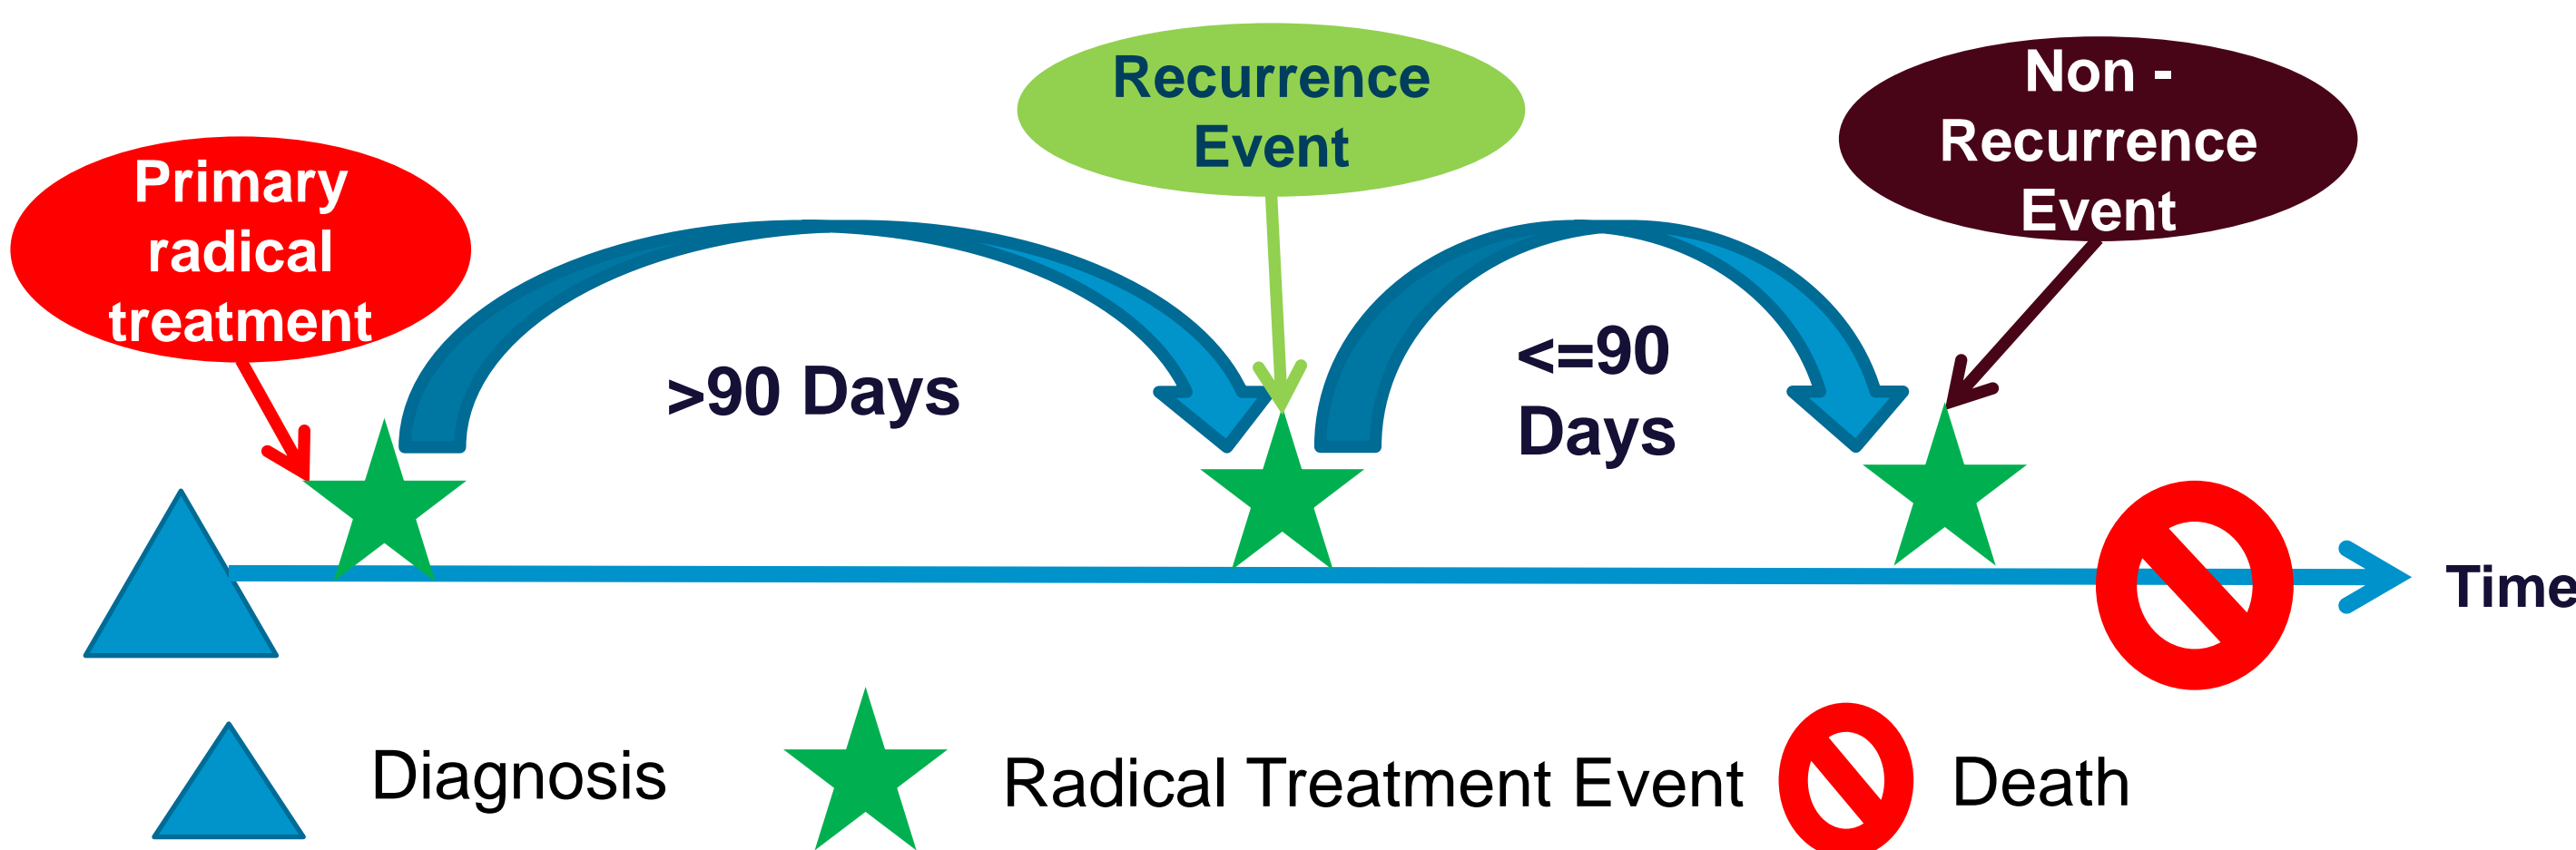 Primary
radical
treatment
Recurrence
Event
Non -
Recurrence
Event
>90 Days
<=90
Days
Time
Diagnosis
Radical Treatment Event
Death